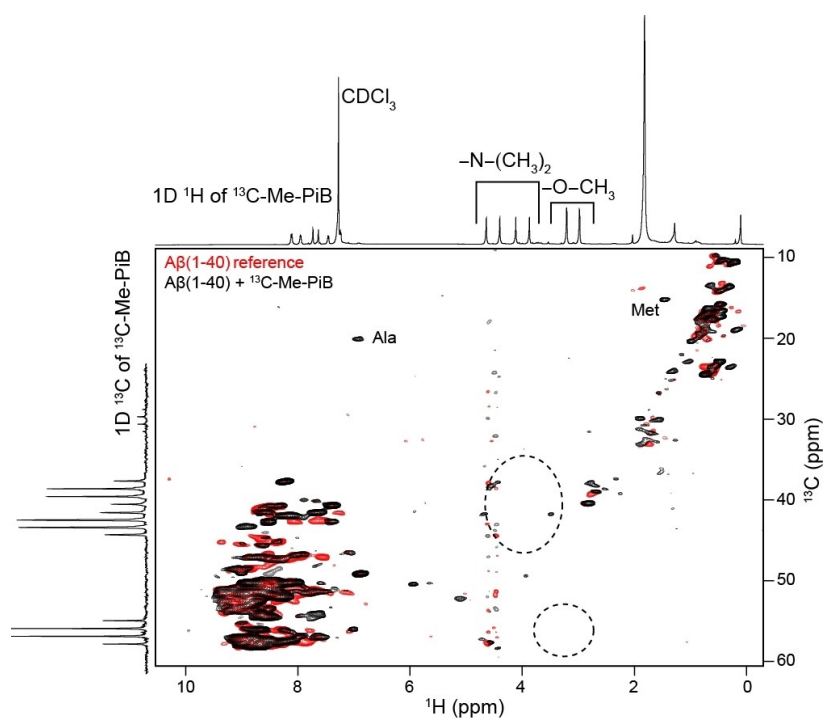 CDCl₃
–N–(CH₃)₂
–O–CH₃
1D ¹H of ¹³C-Me-PiB
Aβ(1-40) reference
Aβ(1-40) + ¹³C-Me-PiB
Met
Ala
1D ¹³C of ¹³C-Me-PiB
10
20
30
40
50
60
¹³C (ppm)
10 8 6 4 2 0
¹H (ppm)